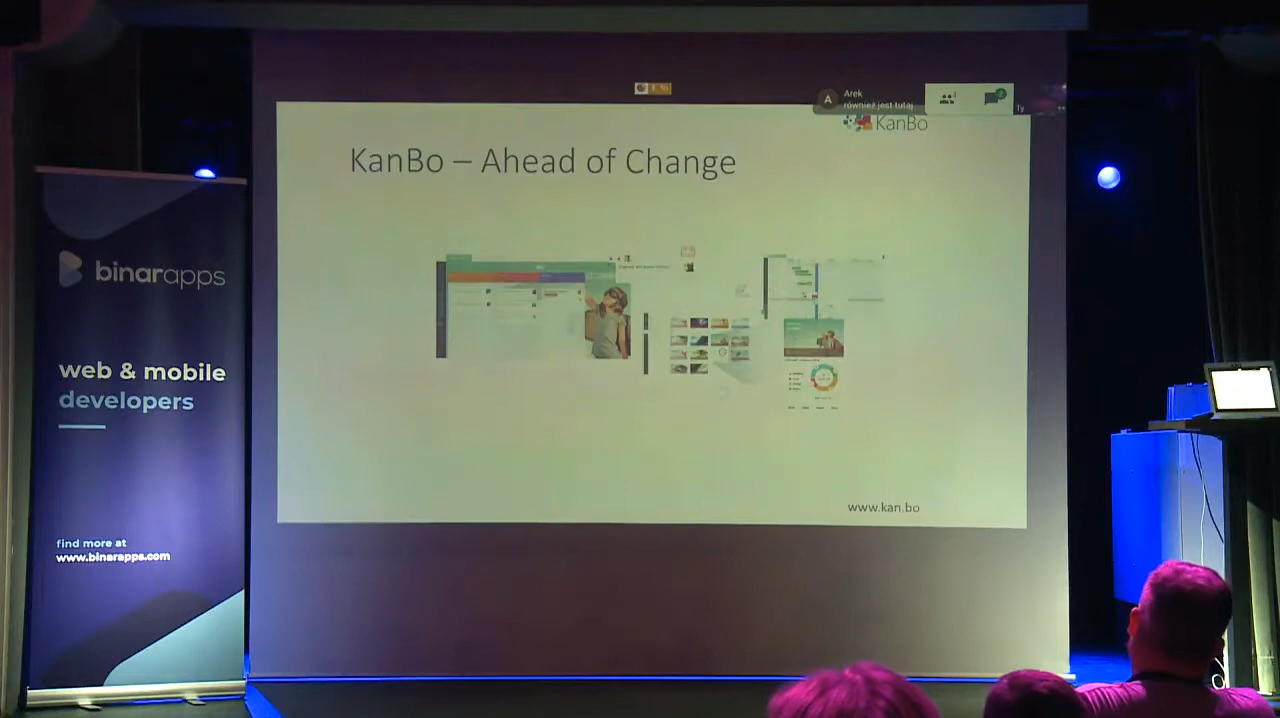 Arek
również jest tutaj
A
Ty
KanBo
KanBo – Ahead of Change
binarapps
web & mobile
developers
find more at
www.binarapps.com
www.kan.bo